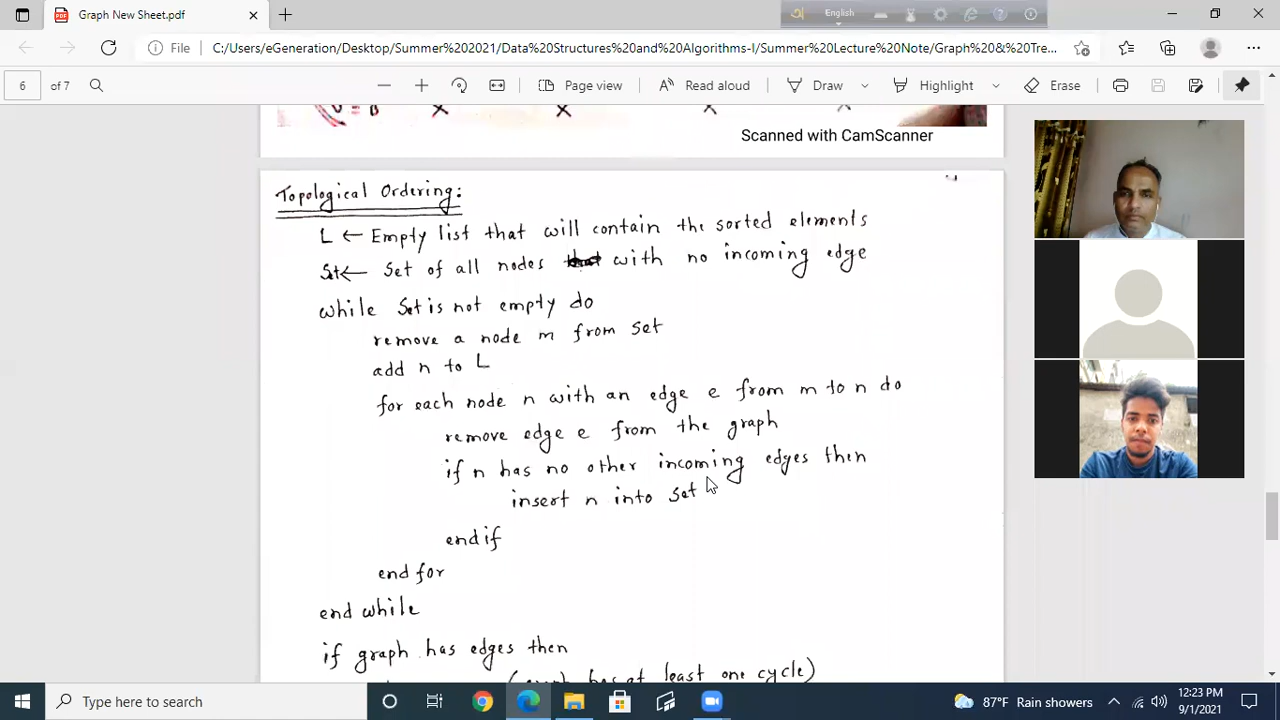 Graph New Sheet.pdf
English
File
C:/Users/eGeneration/Desktop/Summer%202021/Data%20Structures%20and%20Algorithms-I/Summer%20Lecture%20Note/Graph%20&%20Tre...
6 of 7
Page view
Read aloud
Draw
Highlight
Erase
Scanned with CamScanner
Topological Ordering:
L ← Empty list that will contain the sorted elements
Set ← Set of all nodes with no incoming edge
while Set is not empty do
remove a node m from set
add n to L
for each node n with an edge e from m to n do
remove edge e from the graph
if n has no other incoming edges then
insert n into set
endif
end for
end while
if graph has edges then
(graph has at least one cycle)
Type here to search
87°F Rain showers
12:23 PM
9/1/2021